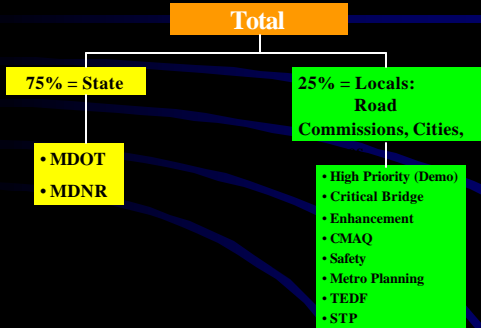 Total
75% = State
25% = Locals:
Road
Commissions, Cities,
• MDOT
• MDNR
• High Priority (Demo)
• Critical Bridge
• Enhancement
• CMAQ
• Safety
• Metro Planning
• TEDF
• STP